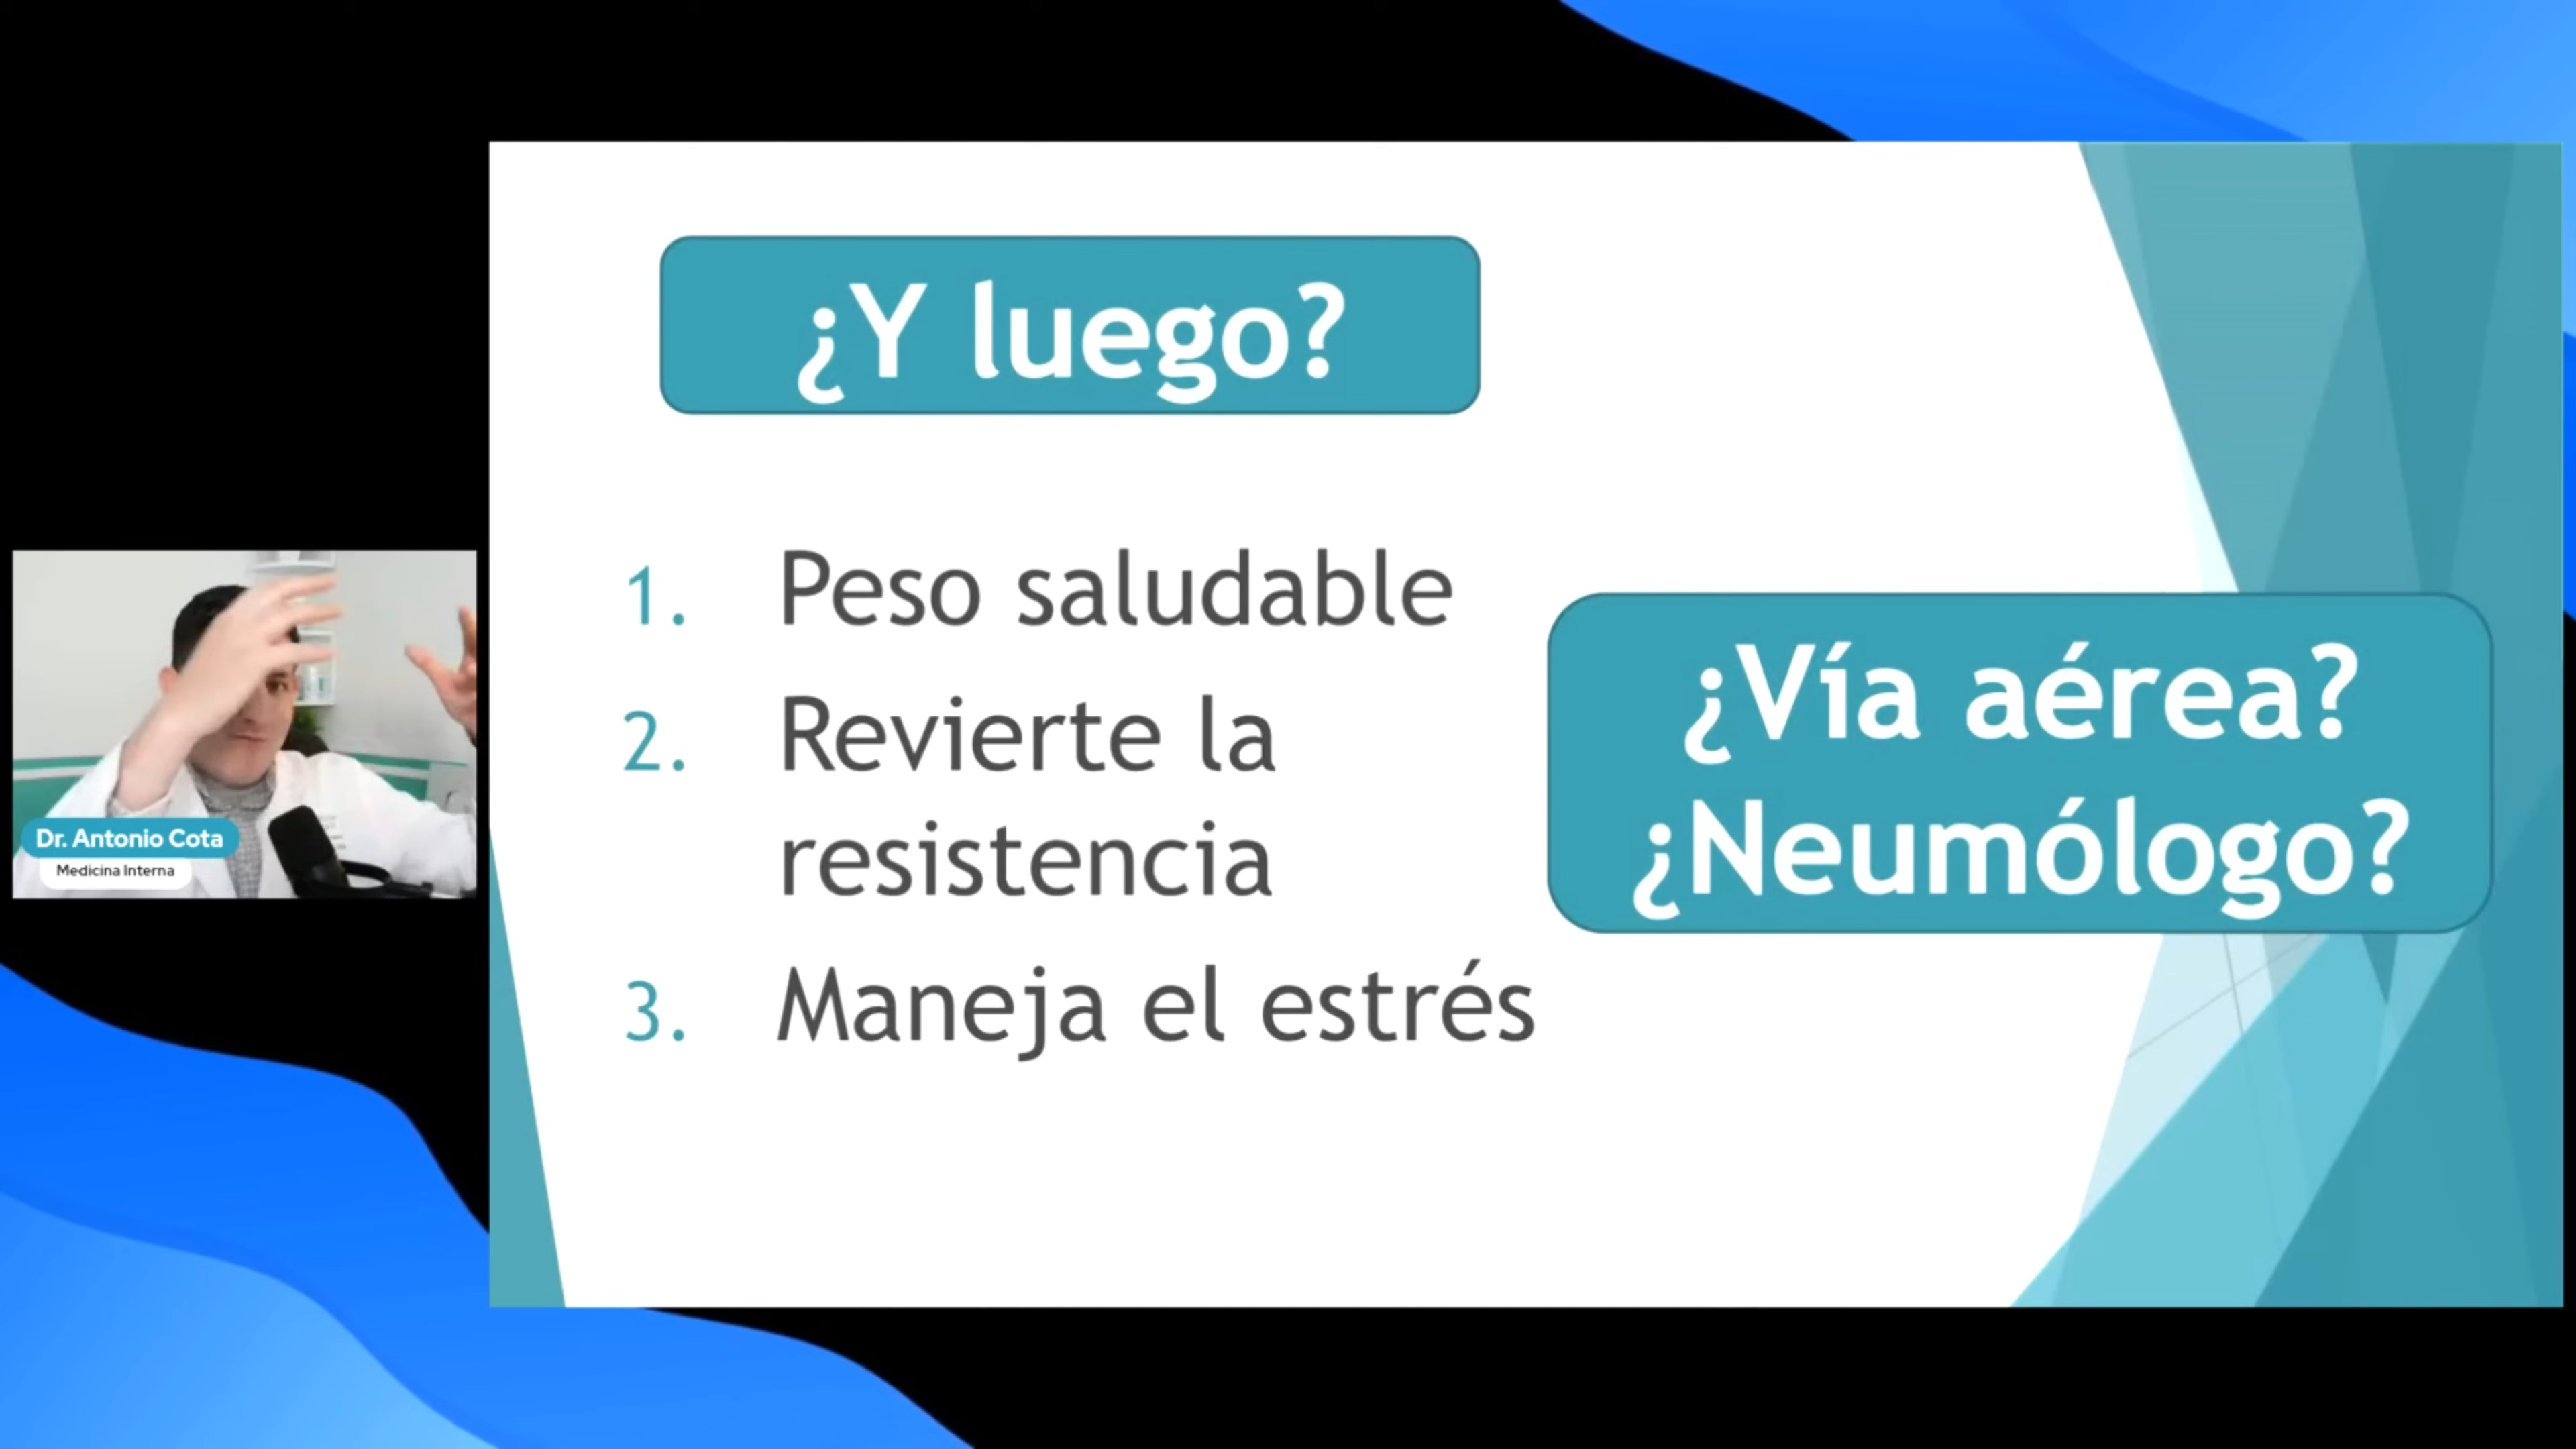 ¿Y luego?
1. Peso saludable
2. Revierte la
resistencia
3. Maneja el estrés
¿Vía aérea?
¿Neumólogo?
Dr. Antonio Cota
Medicina Interna